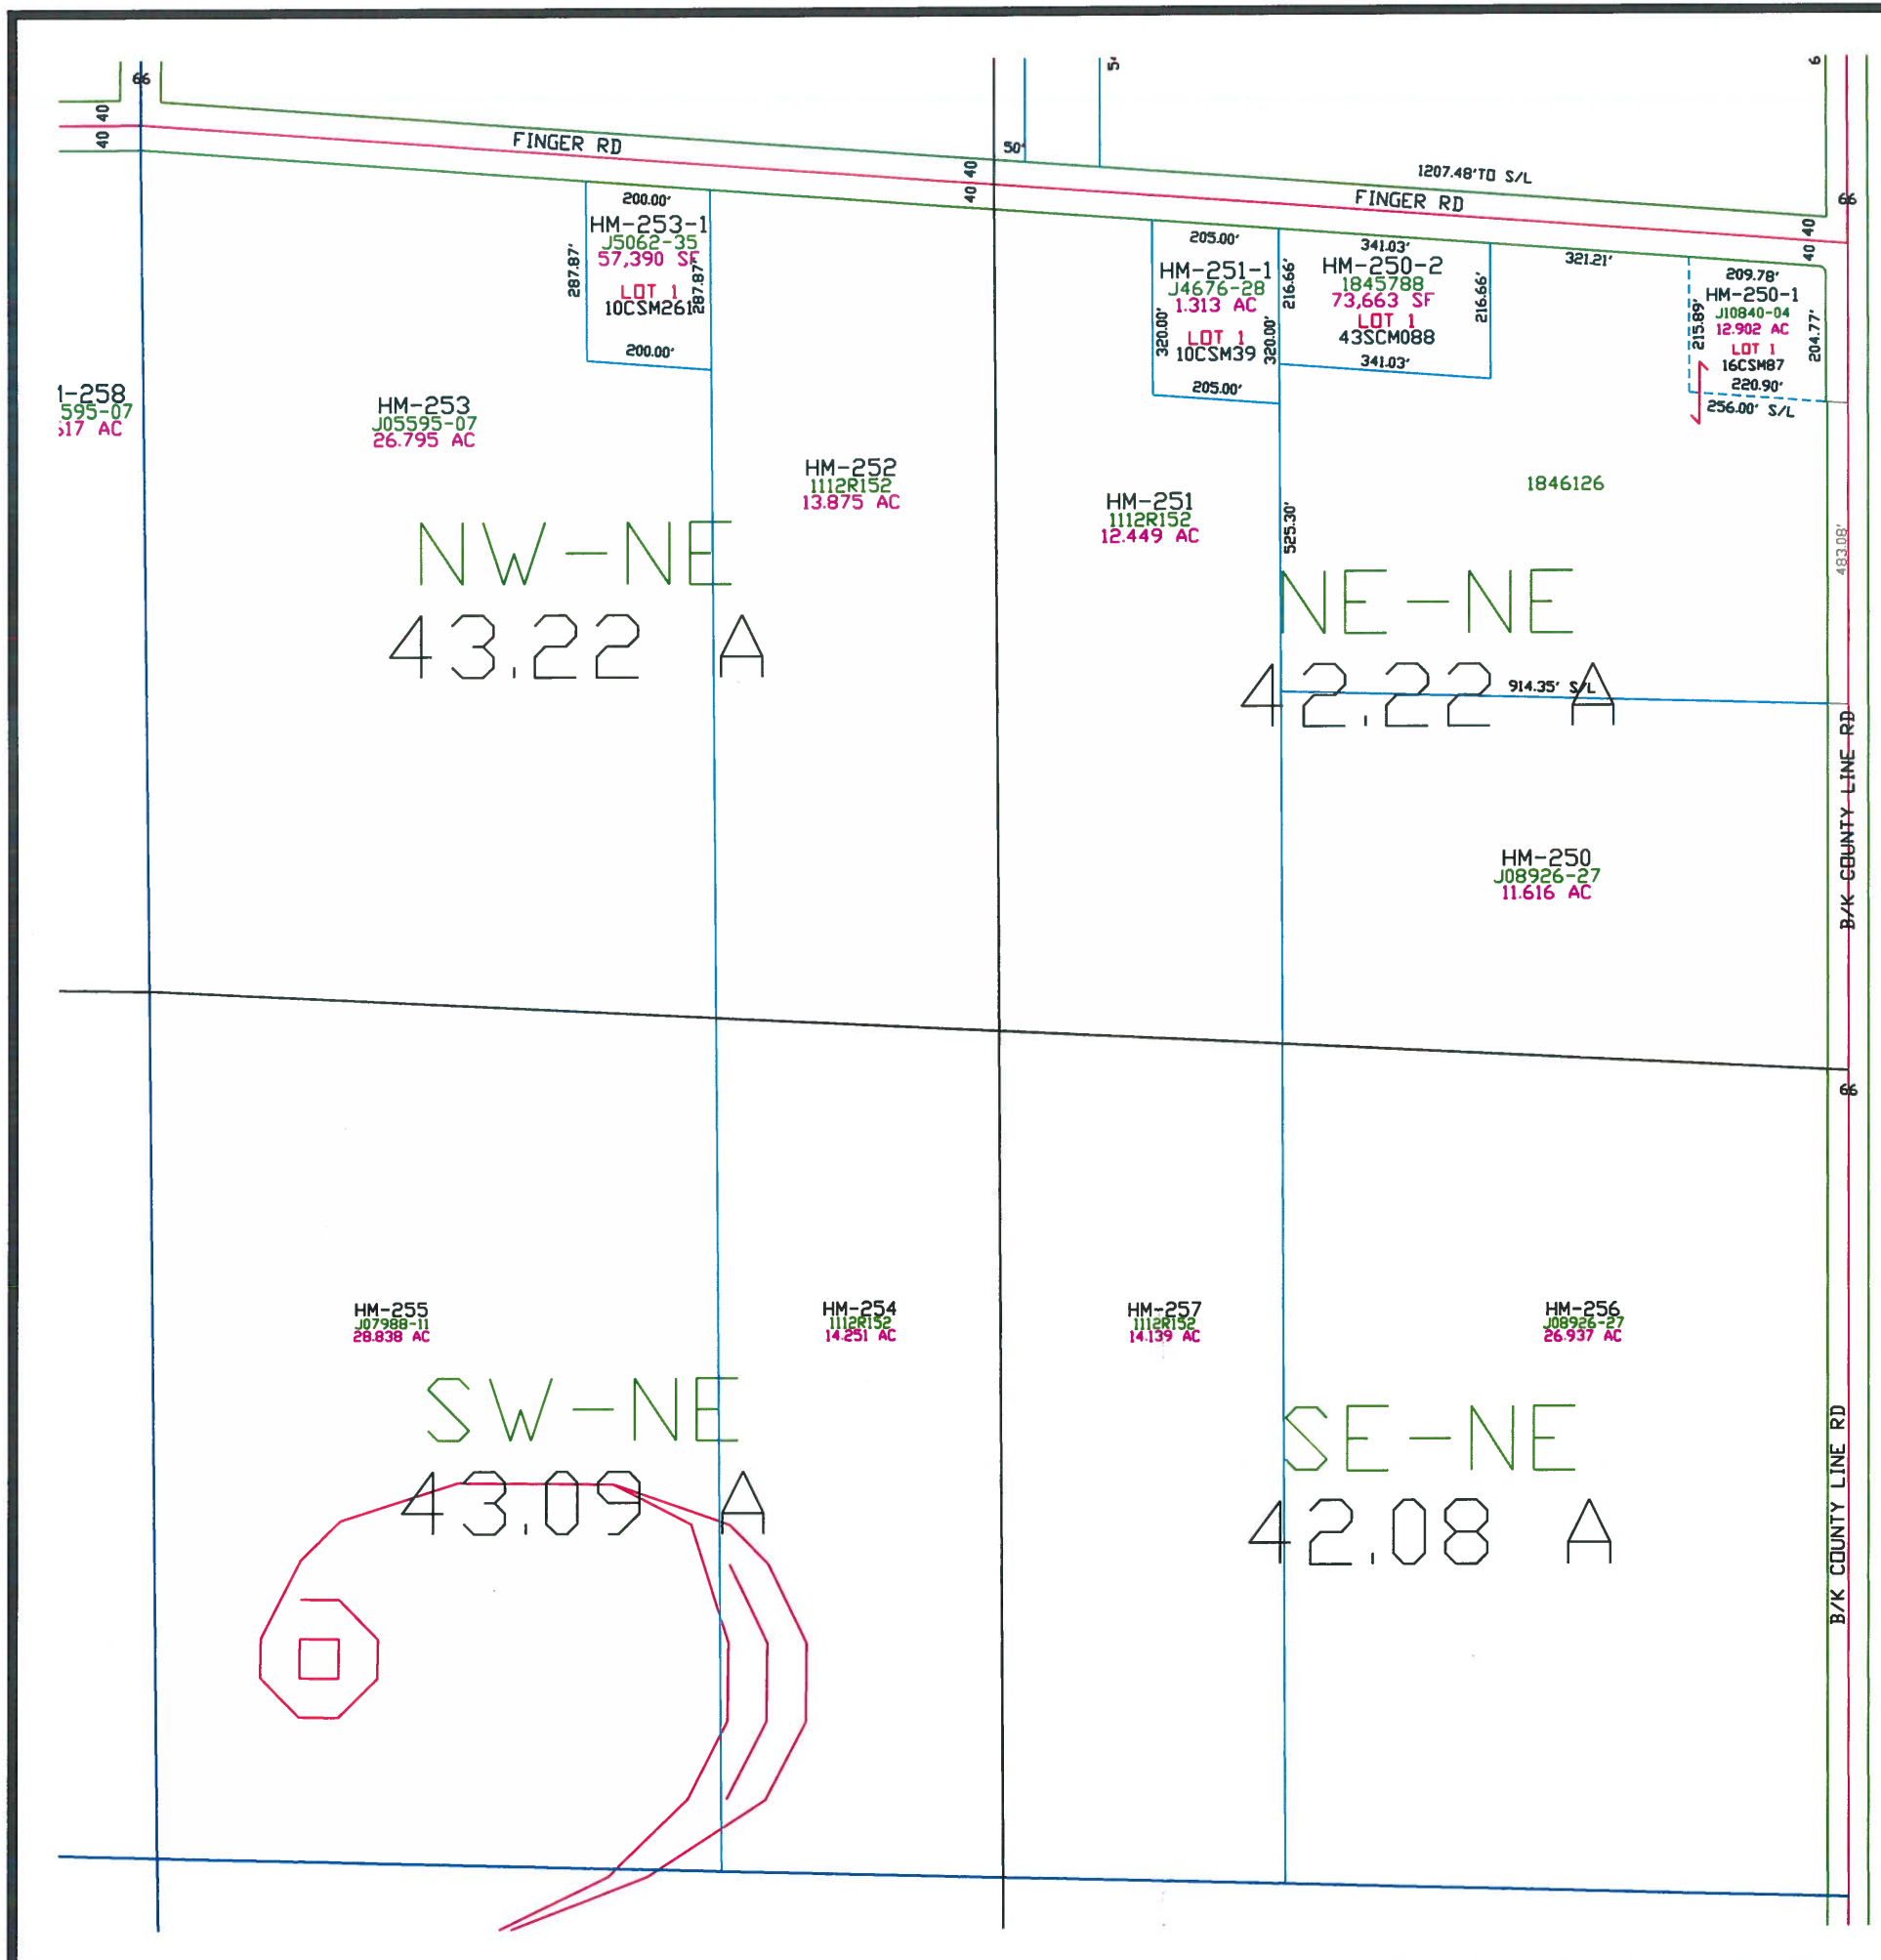 66
5'
6
40 40
40 40
FINGER RD
50'
40 40
40 40
1207.48'TO S/L
FINGER RD
66
40 40
200.00'
HM-253-1
J5062-35
57,390 SF
LOT 1
10CSM261
287.87'
287.87'
200.00'
205.00'
HM-251-1
J4676-28
1.313 AC
LOT 1
10CSM39
320.00'
320.00'
205.00'
216.66'
341.03'
HM-250-2
1845788
73,663 SF
LOT 1
43SCM088
341.03'
216.66'
321.21'
209.78'
HM-250-1
J10840-04
12.902 AC
LOT 1
16CSM87
215.89'
204.77'
220.90'
256.00' S/L
-258
595-07
17 AC
HM-253
J05595-07
26.795 AC
HM-252
1112R152
13.875 AC
HM-251
1112R152
12.449 AC
1846126
525.30'
483.08'
NW-NE
43.22 A
NE-NE
42.22 A
914.35' S/L
B/K COUNTY LINE RD
HM-250
J08926-27
11.616 AC
66
HM-255
J07988-11
28.838 AC
HM-254
1112R152
14.251 AC
HM-257
1112R152
14.139 AC
HM-256
J08926-27
26.937 AC
SW-NE
43.09 A
SE-NE
42.08 A
B/K COUNTY LINE RD